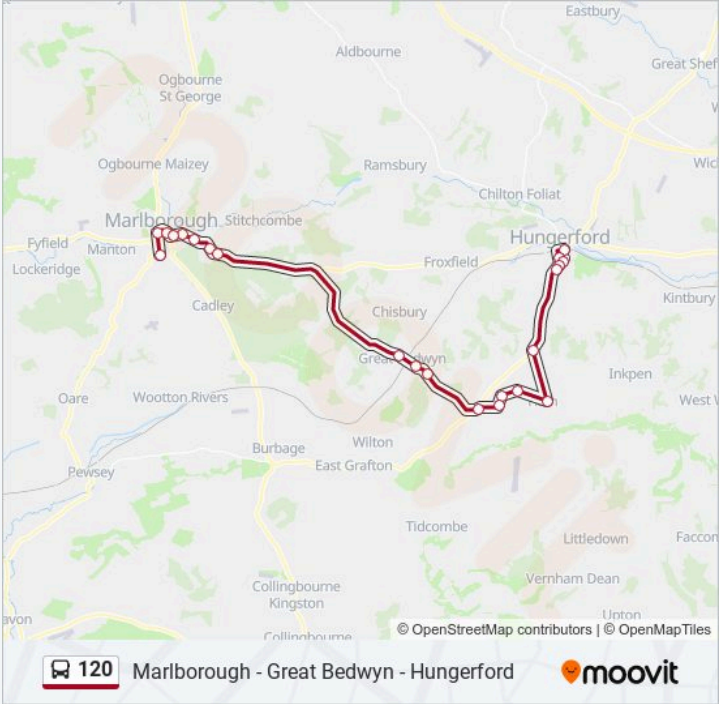 Eastbury
Aldbourne
Great Shef
Ogbourne
St George
Ogbourne Maizey
Ramsbury
Wic
Chilton Foliat
Marlborough
Stitchcombe
Hungerford
Fyfield
Manton
Froxfield
Lockeridge
Kintbury
Cadley
Chisbury
Great Bedwyn
Inkpen
Oare
Wootton Rivers
West W
Wilton
Burbage
East Grafton
Pewsey
Tidcombe
Littledown
Faccom
Vernham Dean
Collingbourne
Kingston
Upton
avon
Collingbourne
© OpenStreetMap contributors | © OpenMapTiles
120 Marlborough - Great Bedwyn - Hungerford
moovit